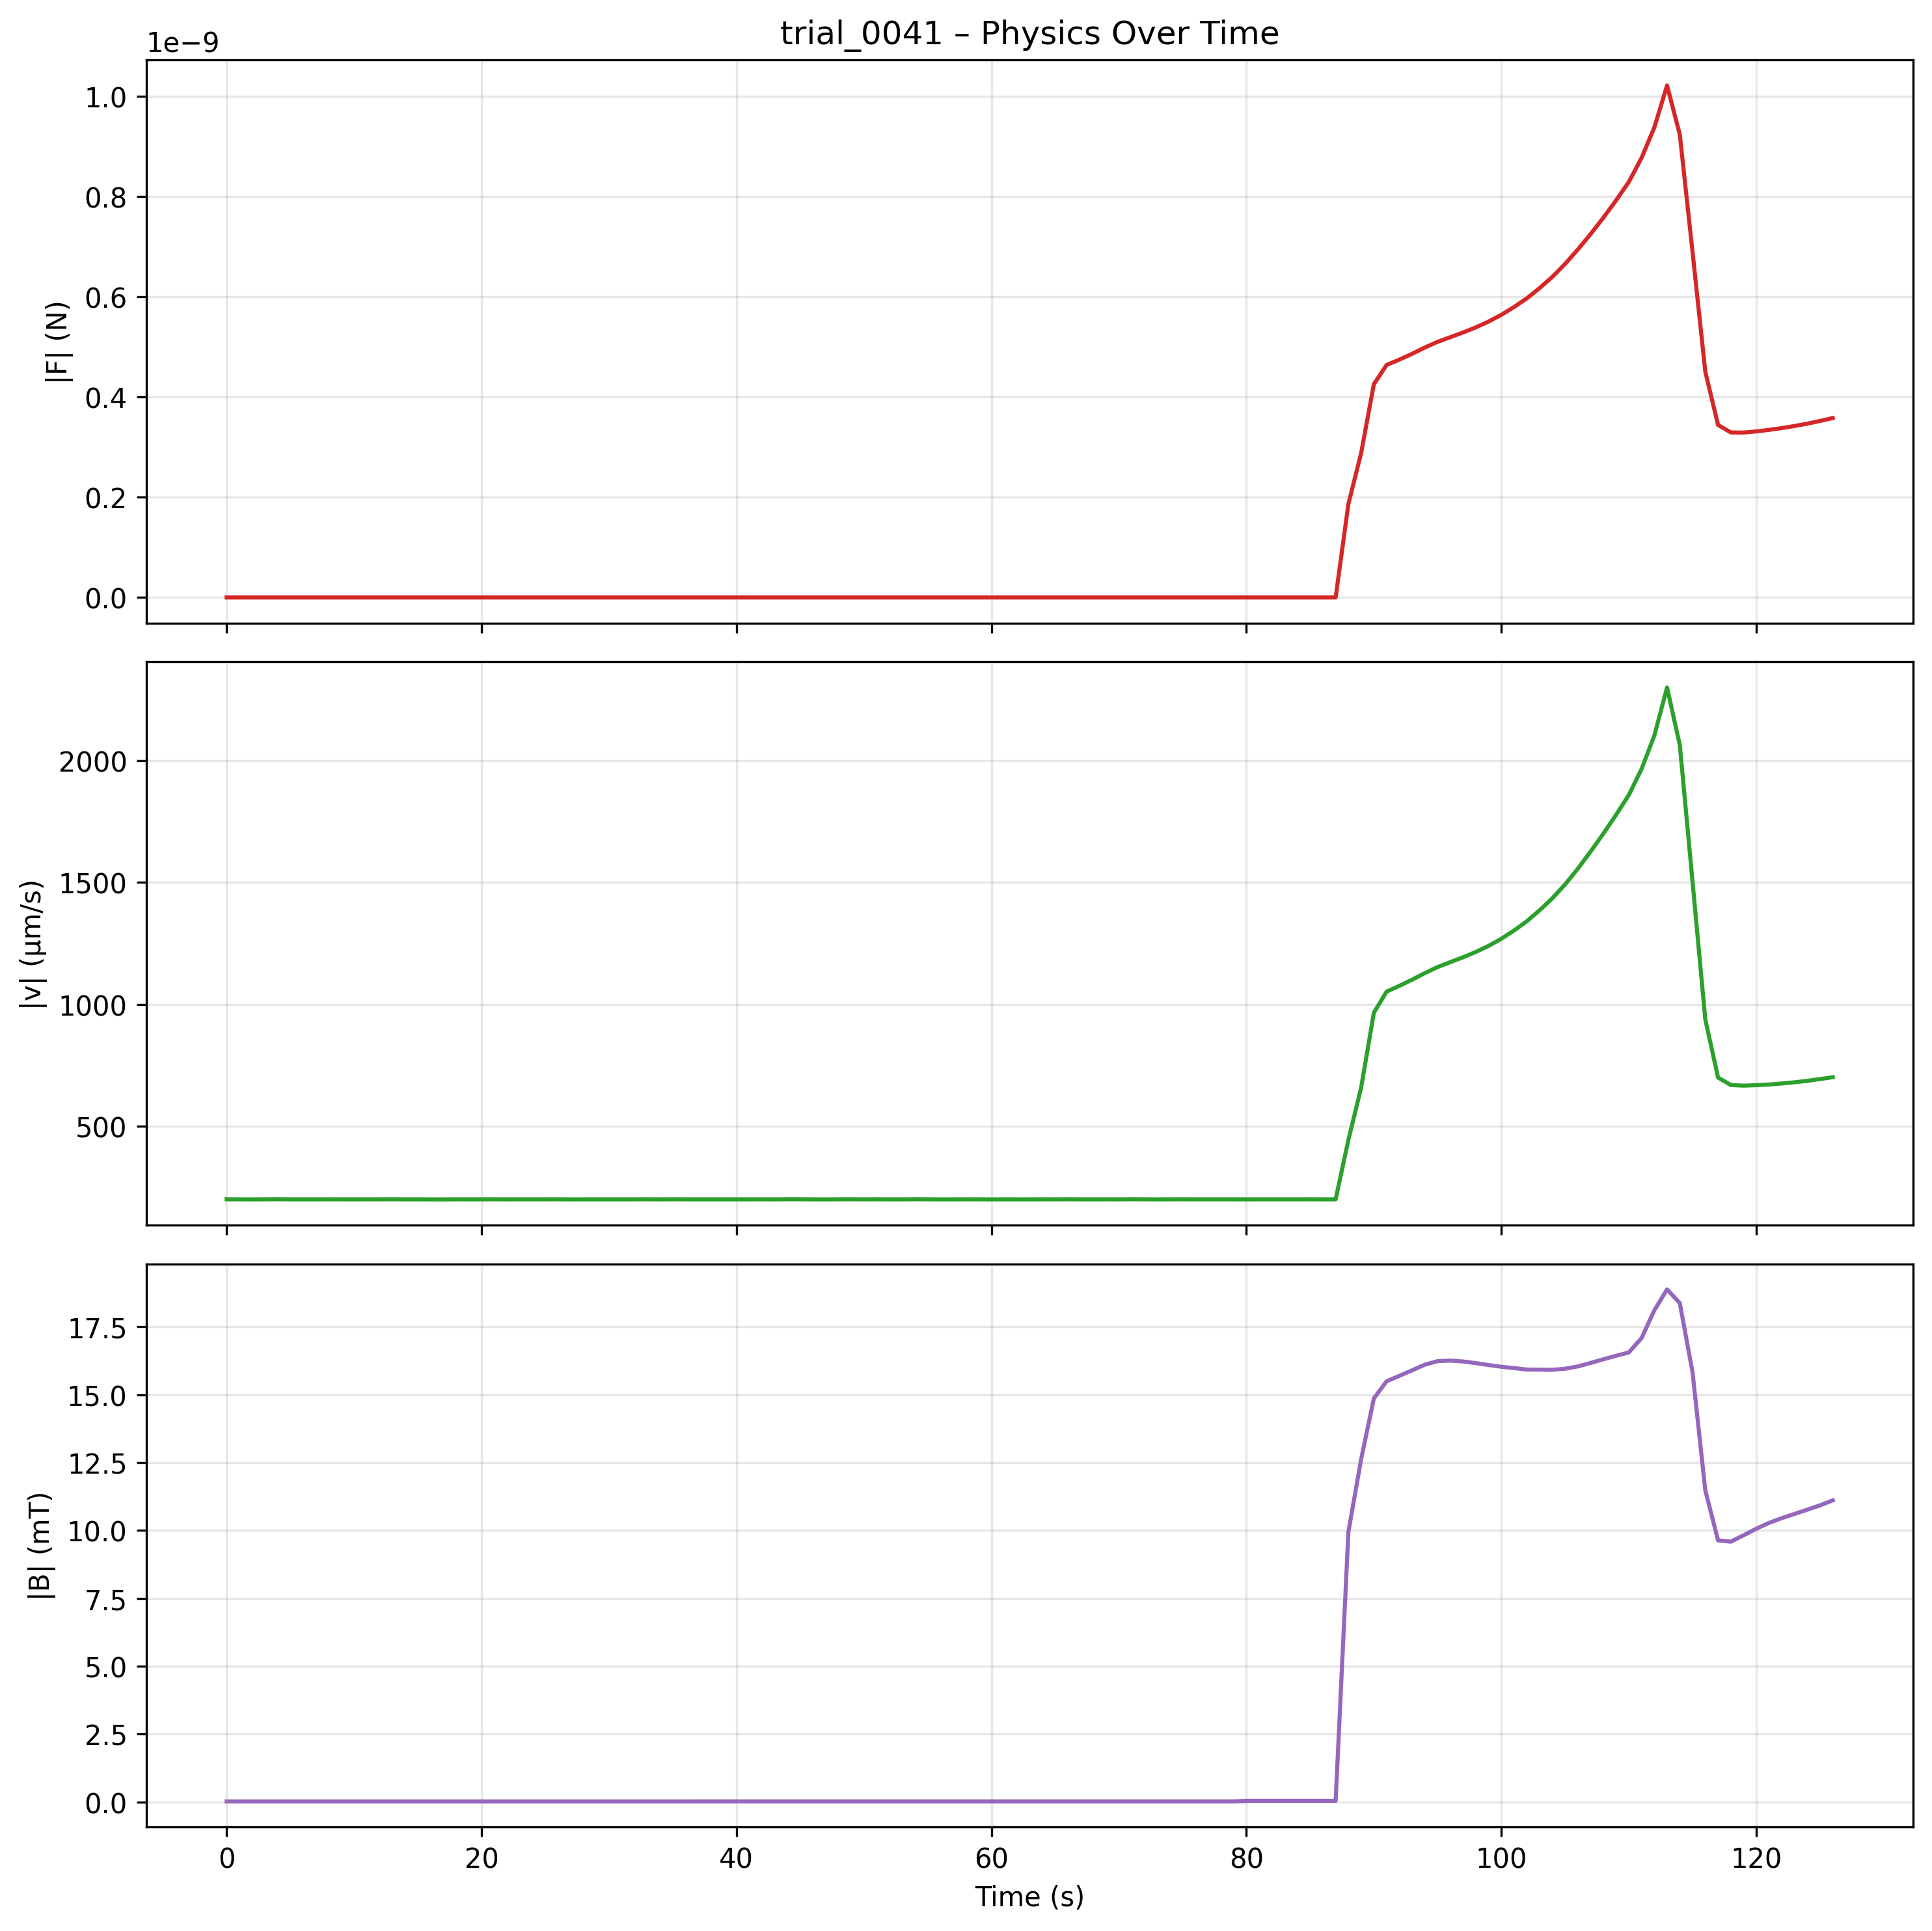 trial_0041 – Physics Over Time
1e−9
1.0
0.8
0.6
0.4
0.2
0.0
|F| (N)
2000
1500
1000
500
|v| (µm/s)
17.5
15.0
12.5
10.0
7.5
5.0
2.5
0.0
|B| (mT)
0 20 40 60 80 100 120
Time (s)